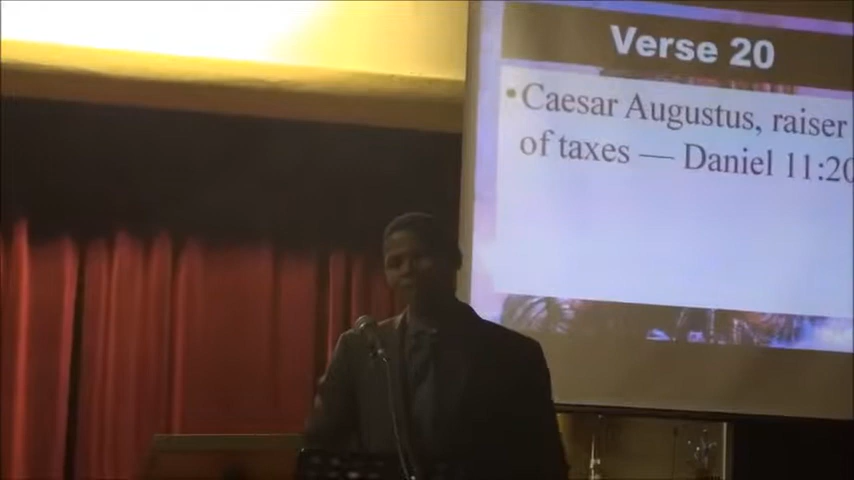 Verse 20
• Caesar Augustus, raiser
of taxes — Daniel 11:20